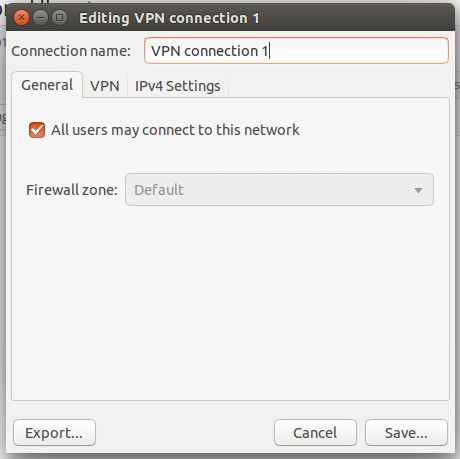 Editing VPN connection 1
Connection name: VPN connection 1
General VPN IPv4 Settings
All users may connect to this network
Firewall zone: Default
Export... Cancel Save...